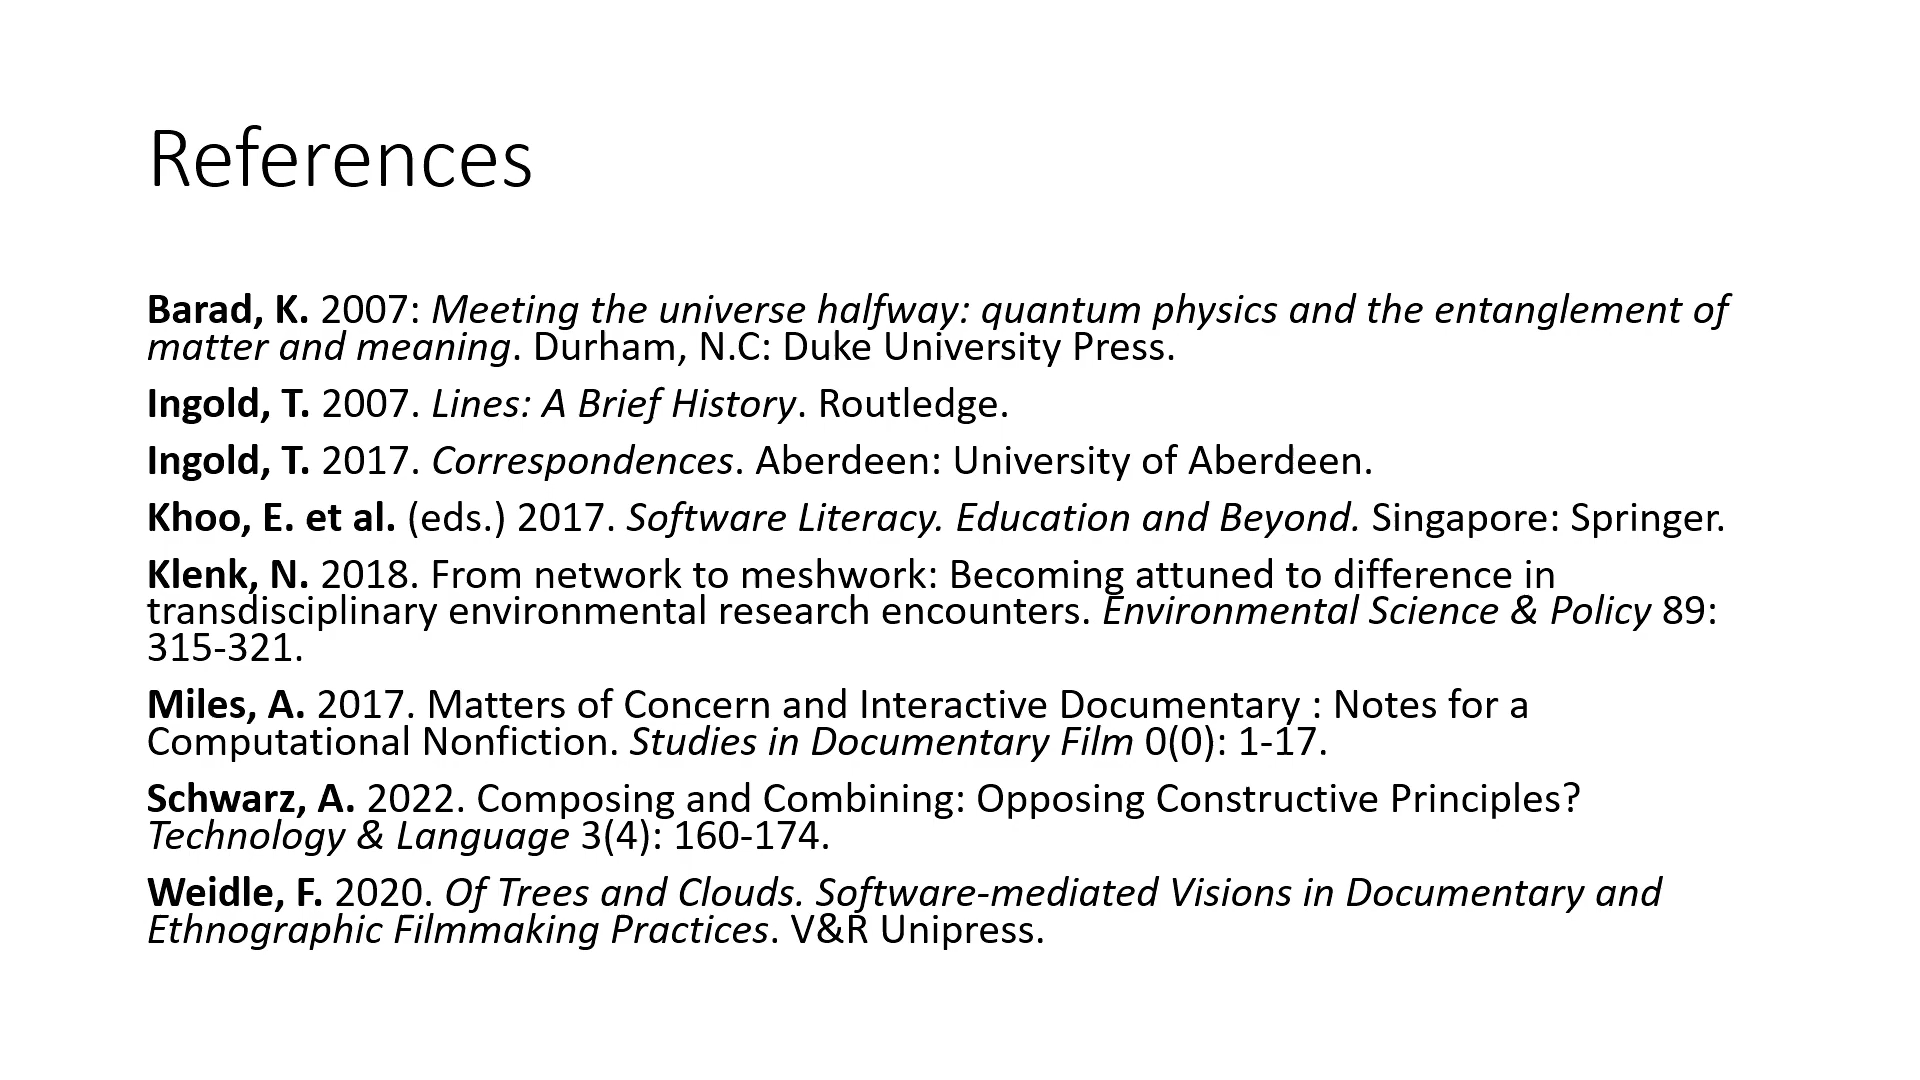 References
Barad, K. 2007: Meeting the universe halfway: quantum physics and the entanglement of
matter and meaning. Durham, N.C: Duke University Press.
Ingold, T. 2007. Lines: A Brief History. Routledge.
Ingold, T. 2017. Correspondences. Aberdeen: University of Aberdeen.
Khoo, E. et al. (eds.) 2017. Software Literacy. Education and Beyond. Singapore: Springer.
Klenk, N. 2018. From network to meshwork: Becoming attuned to difference in
transdisciplinary environmental research encounters. Environmental Science & Policy 89:
315-321.
Miles, A. 2017. Matters of Concern and Interactive Documentary : Notes for a
Computational Nonfiction. Studies in Documentary Film 0(0): 1-17.
Schwarz, A. 2022. Composing and Combining: Opposing Constructive Principles?
Technology & Language 3(4): 160-174.
Weidle, F. 2020. Of Trees and Clouds. Software-mediated Visions in Documentary and
Ethnographic Filmmaking Practices. V&R Unipress.